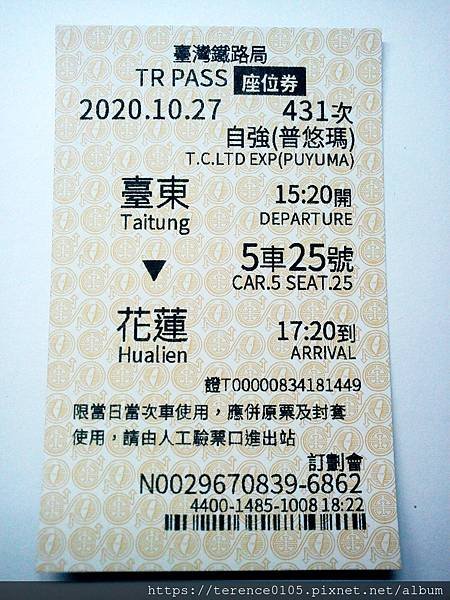 臺灣鐵路局
TR PASS 座位券
2020.10.27 431次
自強(普悠瑪)
T.C.LTD EXP(PUYUMA)
臺東 15:20開
Taitung DEPARTURE
▼ 5車25號
CAR.5 SEAT.25
花蓮 17:20到
Hualien ARRIVAL
證T00000834181449
限當日當次車使用，應併原票及封套
使用，請由人工驗票口進出站
訂劃會
N0029670839-6862
4400-1485-1008 18:22
https://terence0105.pixnet.net/album